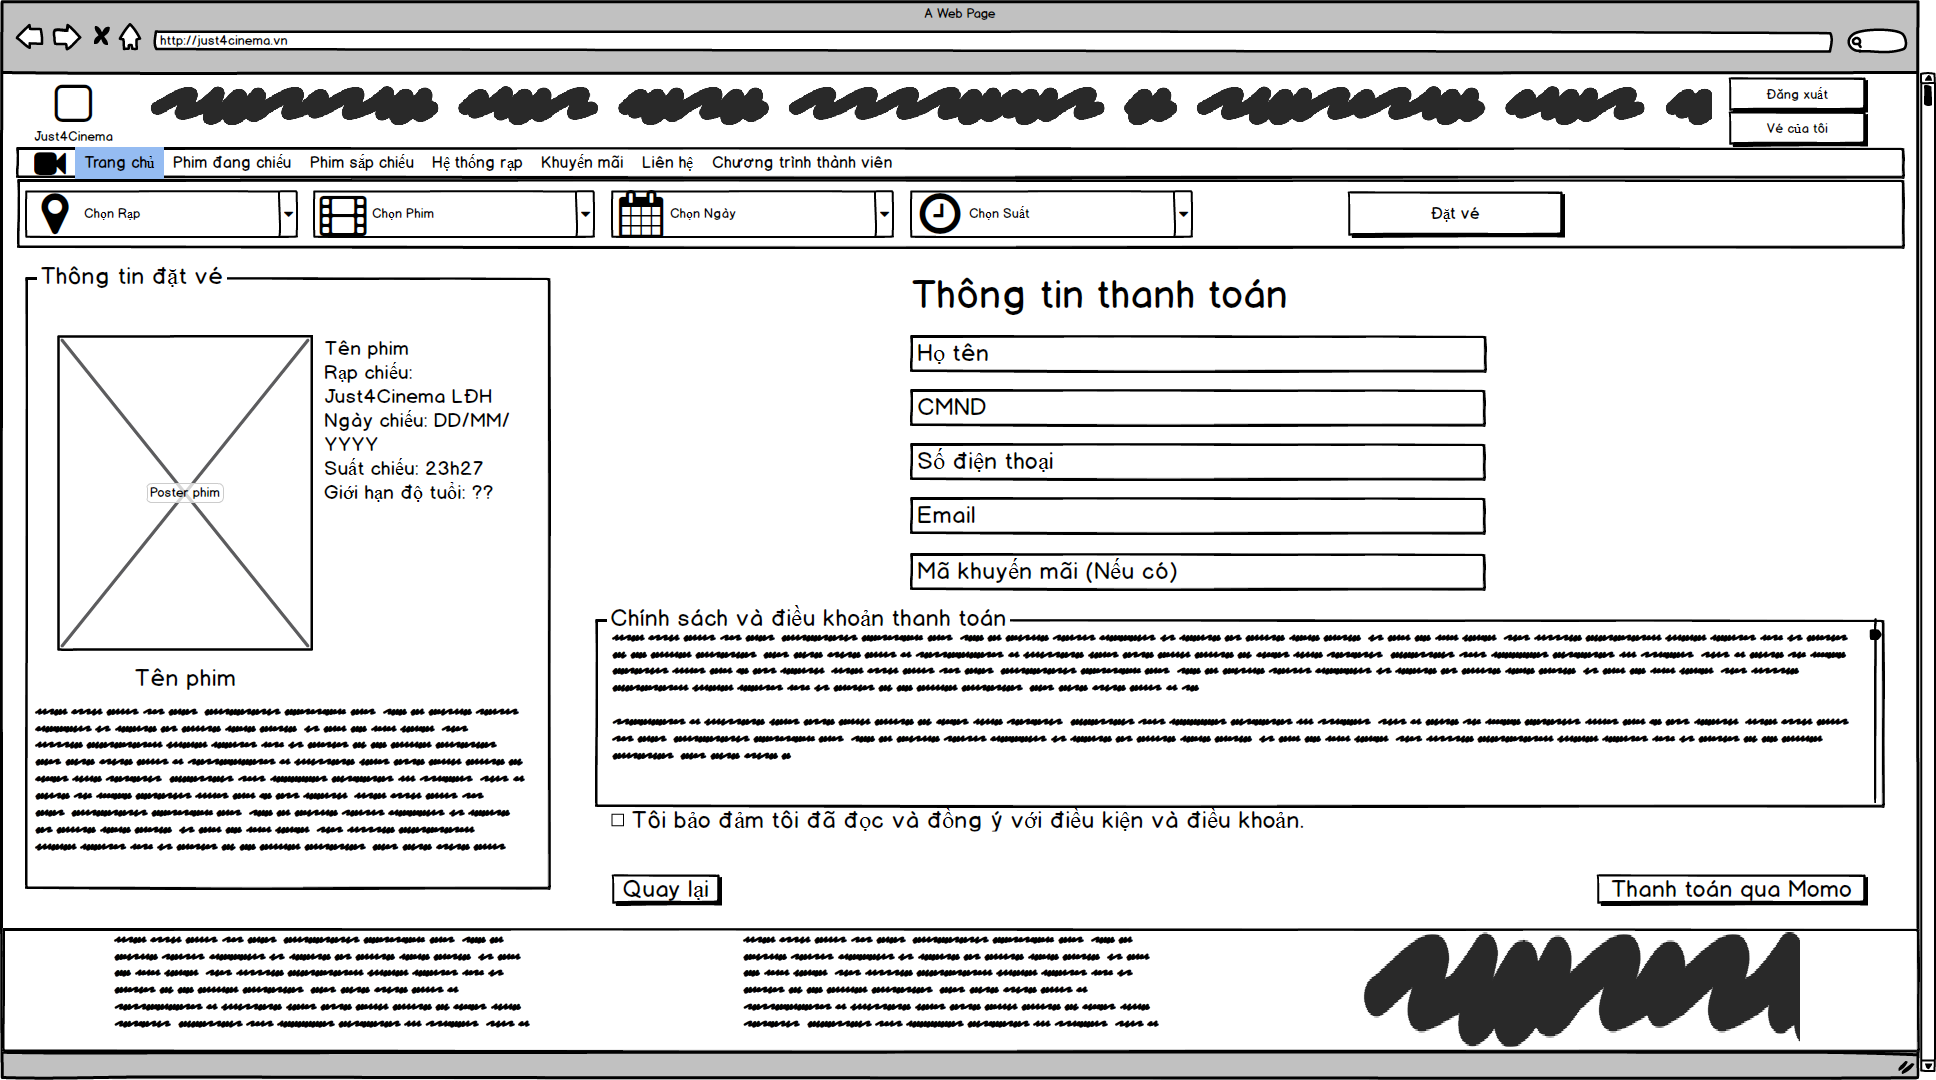 A Web Page
http://just4cinema.vn
Just4Cinema
Đăng xuất
Vé của tôi
Trang chủ
Phim đang chiếu
Phim sắp chiếu
Hệ thống rạp
Khuyến mãi
Liên hệ
Chương trình thành viên
Chọn Rạp
Chọn Phim
Chọn Ngày
Chọn Suất
Đặt vé
Thông tin đặt vé
Poster phim
Tên phim
Rạp chiếu:
Just4Cinema LĐH
Ngày chiếu: DD/MM/
YYYY
Suất chiếu: 23h27
Giới hạn độ tuổi: ??
Tên phim
Thông tin thanh toán
Họ tên
CMND
Số điện thoại
Email
Mã khuyến mãi (Nếu có)
Chính sách và điều khoản thanh toán
Tôi bảo đảm tôi đã đọc và đồng ý với điều kiện và điều khoản.
Quay lại
Thanh toán qua Momo